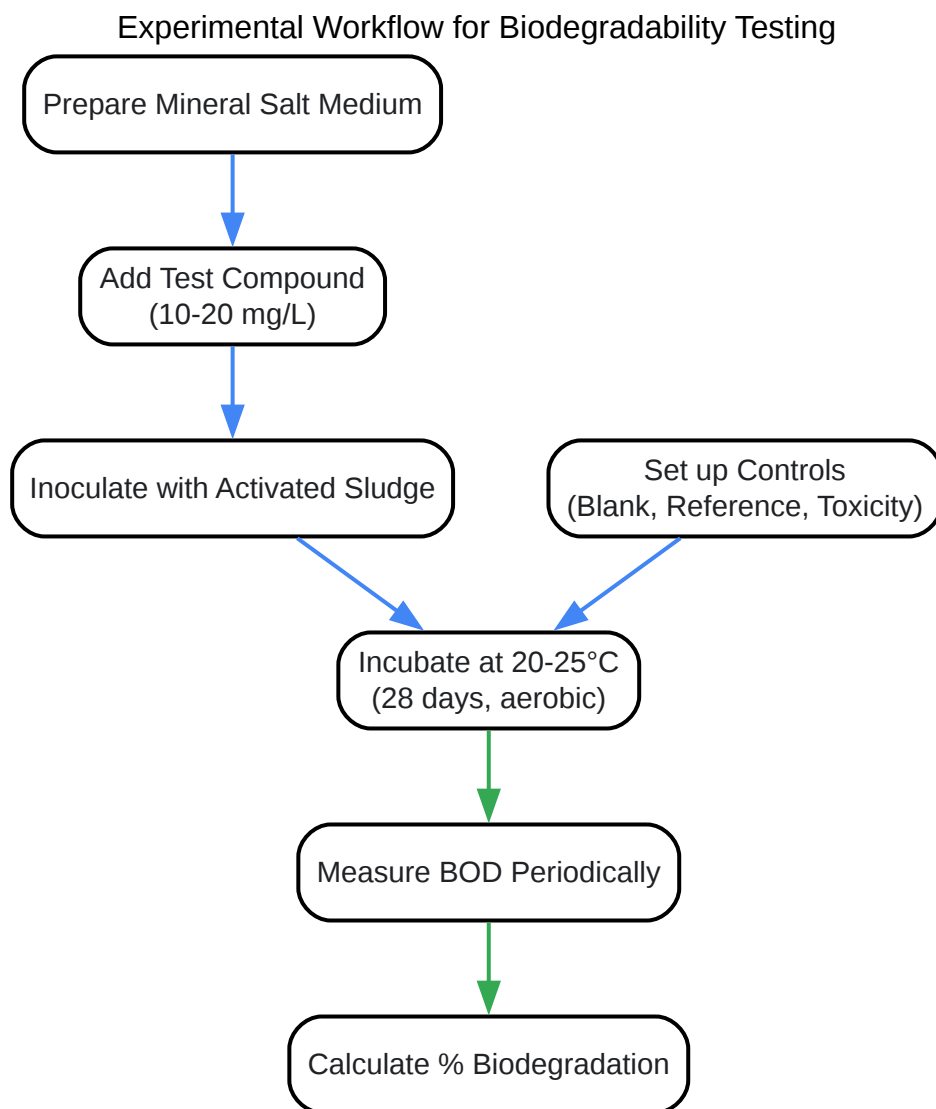 Experimental Workflow for Biodegradability Testing
Prepare Mineral Salt Medium
Add Test Compound
(10-20 mg/L)
Inoculate with Activated Sludge
Set up Controls
(Blank, Reference, Toxicity)
Incubate at 20-25°C
(28 days, aerobic)
Measure BOD Periodically
Calculate % Biodegradation